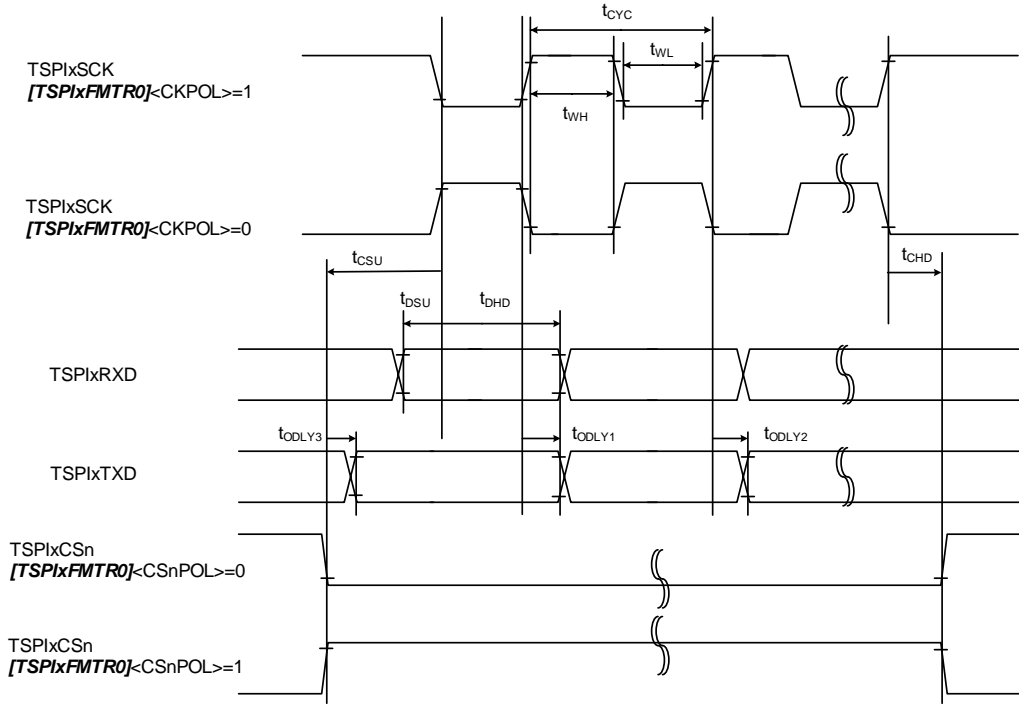 tCYC
tWL
TSPIxSCK
[TSPIxFMTR0]<CKPOL>=1
tWH
TSPIxSCK
[TSPIxFMTR0]<CKPOL>=0
tCSU
tCHD
tDSU
tDHD
TSPIxRXD
tODLY3
tODLY1
tODLY2
TSPIxTXD
TSPIxCSn
[TSPIxFMTR0]<CSnPOL>=0
TSPIxCSn
[TSPIxFMTR0]<CSnPOL>=1